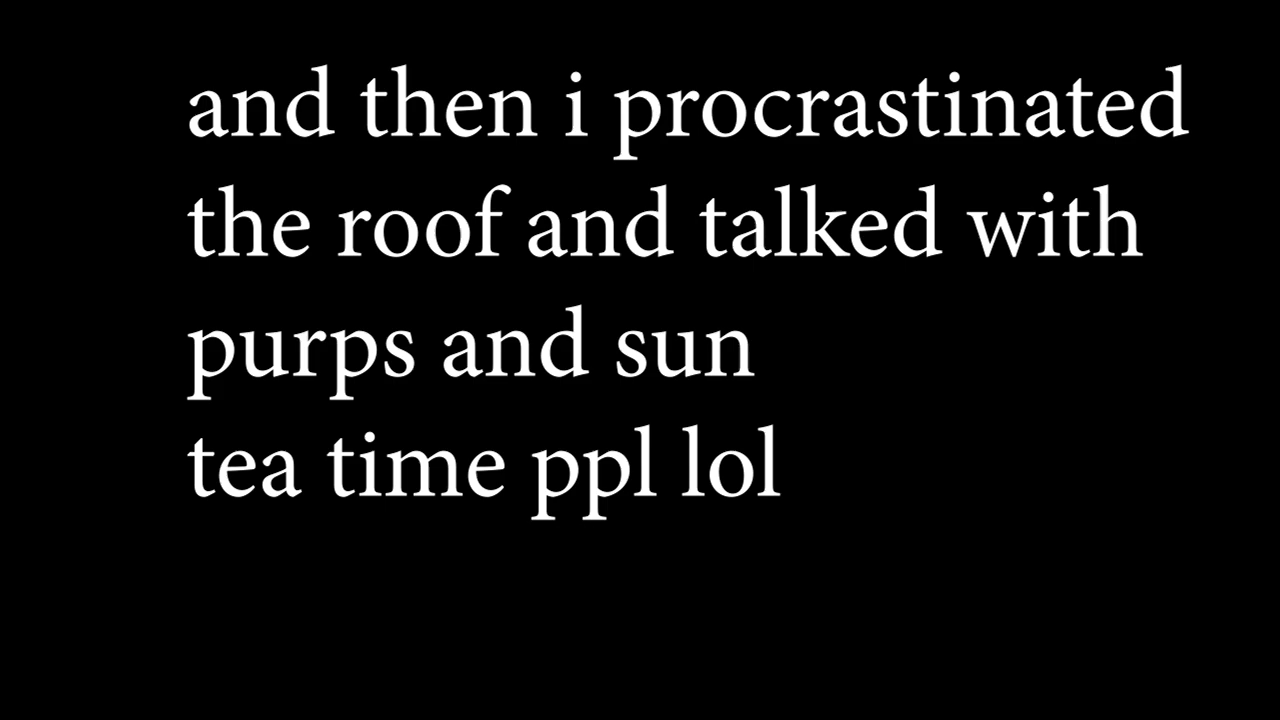 and then i procrastinated
the roof and talked with
purps and sun
tea time ppl lol